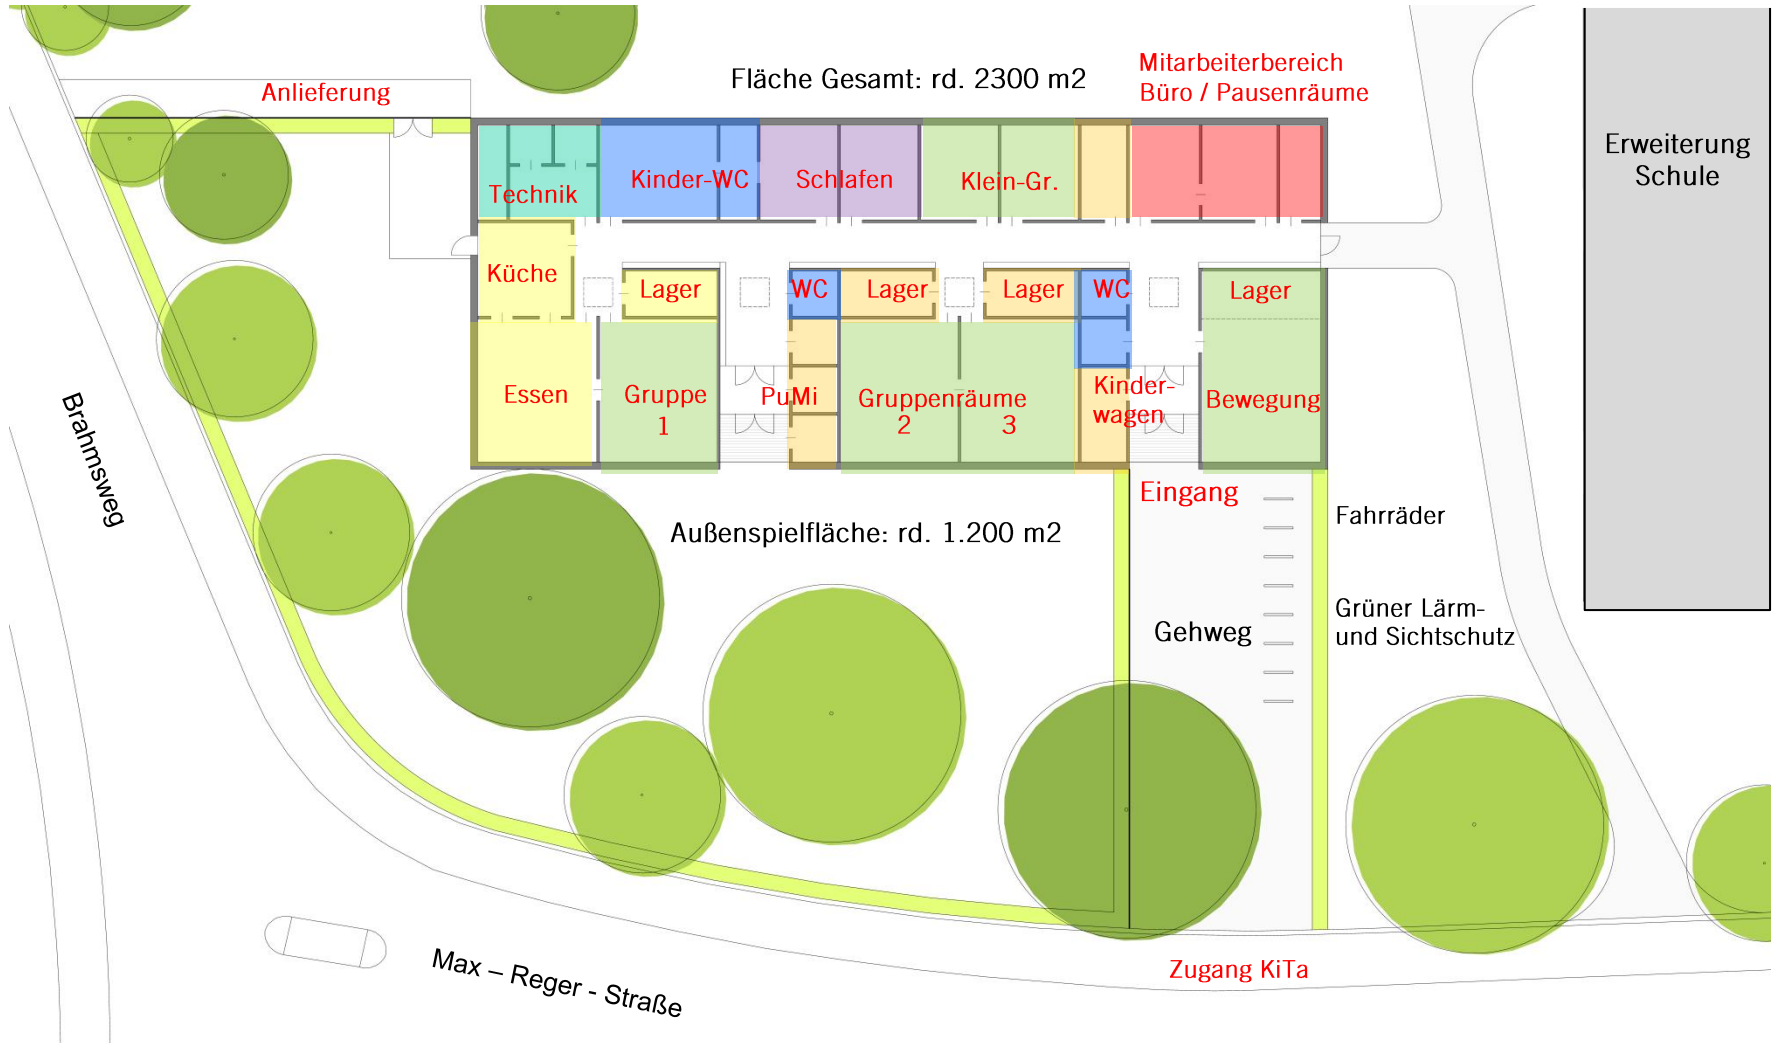 Fläche Gesamt: rd. 2300 m2
Mitarbeiterbereich
Büro / Pausenräume
Anlieferung
Erweiterung
Schule
Technik
Kinder-WC
Schlafen
Klein-Gr.
Küche
Lager
WC
Lager
Lager
WC
Lager
Essen
Gruppe
1
PuMi
Gruppenräume
2
3
Kinder-
wagen
Bewegung
Brahmsweg
Eingang
Fahrräder
Außenspielfläche: rd. 1.200 m2
Grüner Lärm-
und Sichtschutz
Gehweg
Max – Reger - Straße
Zugang KiTa